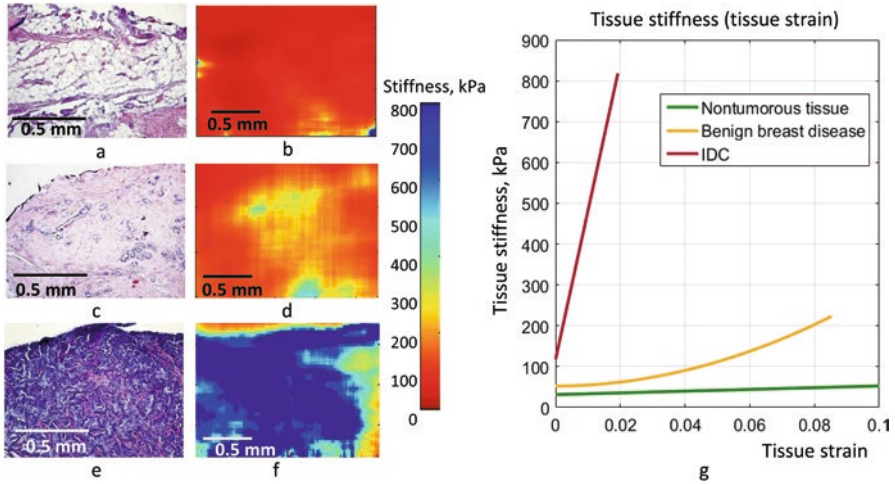 0.5 mm
a
0.5 mm
b
0.5 mm
c
0.5 mm
d
0.5 mm
e
0.5 mm
f
Stiffness, kPa
800
700
600
500
400
300
200
100
0
Tissue stiffness (tissue strain)
900
800
700
600
500
400
300
200
100
0
Tissue stiffness, kPa
Nontumorous tissue
Benign breast disease
IDC
0
0.02
0.04
0.06
0.08
0.1
Tissue strain
g